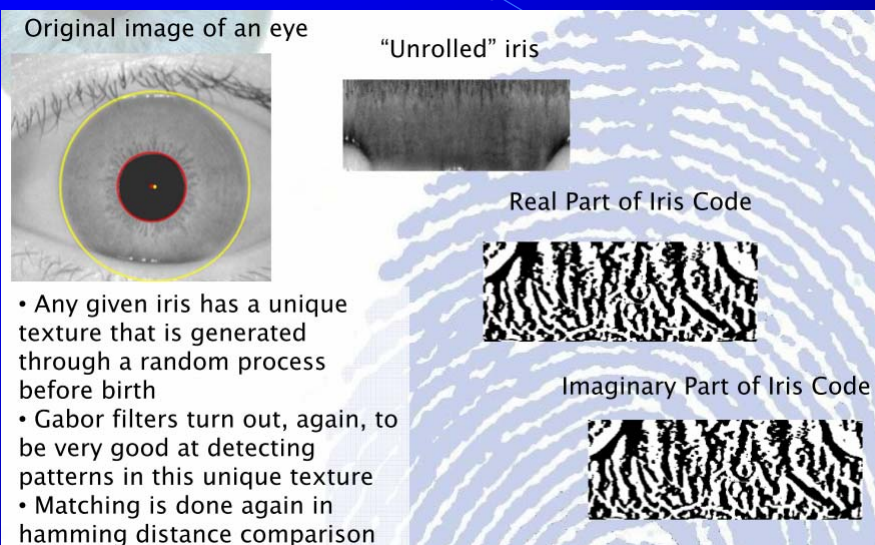 Original image of an eye
“Unrolled” iris
Real Part of Iris Code
• Any given iris has a unique
texture that is generated
through a random process
before birth
• Gabor filters turn out, again, to
be very good at detecting
patterns in this unique texture
• Matching is done again in
hamming distance comparison
Imaginary Part of Iris Code